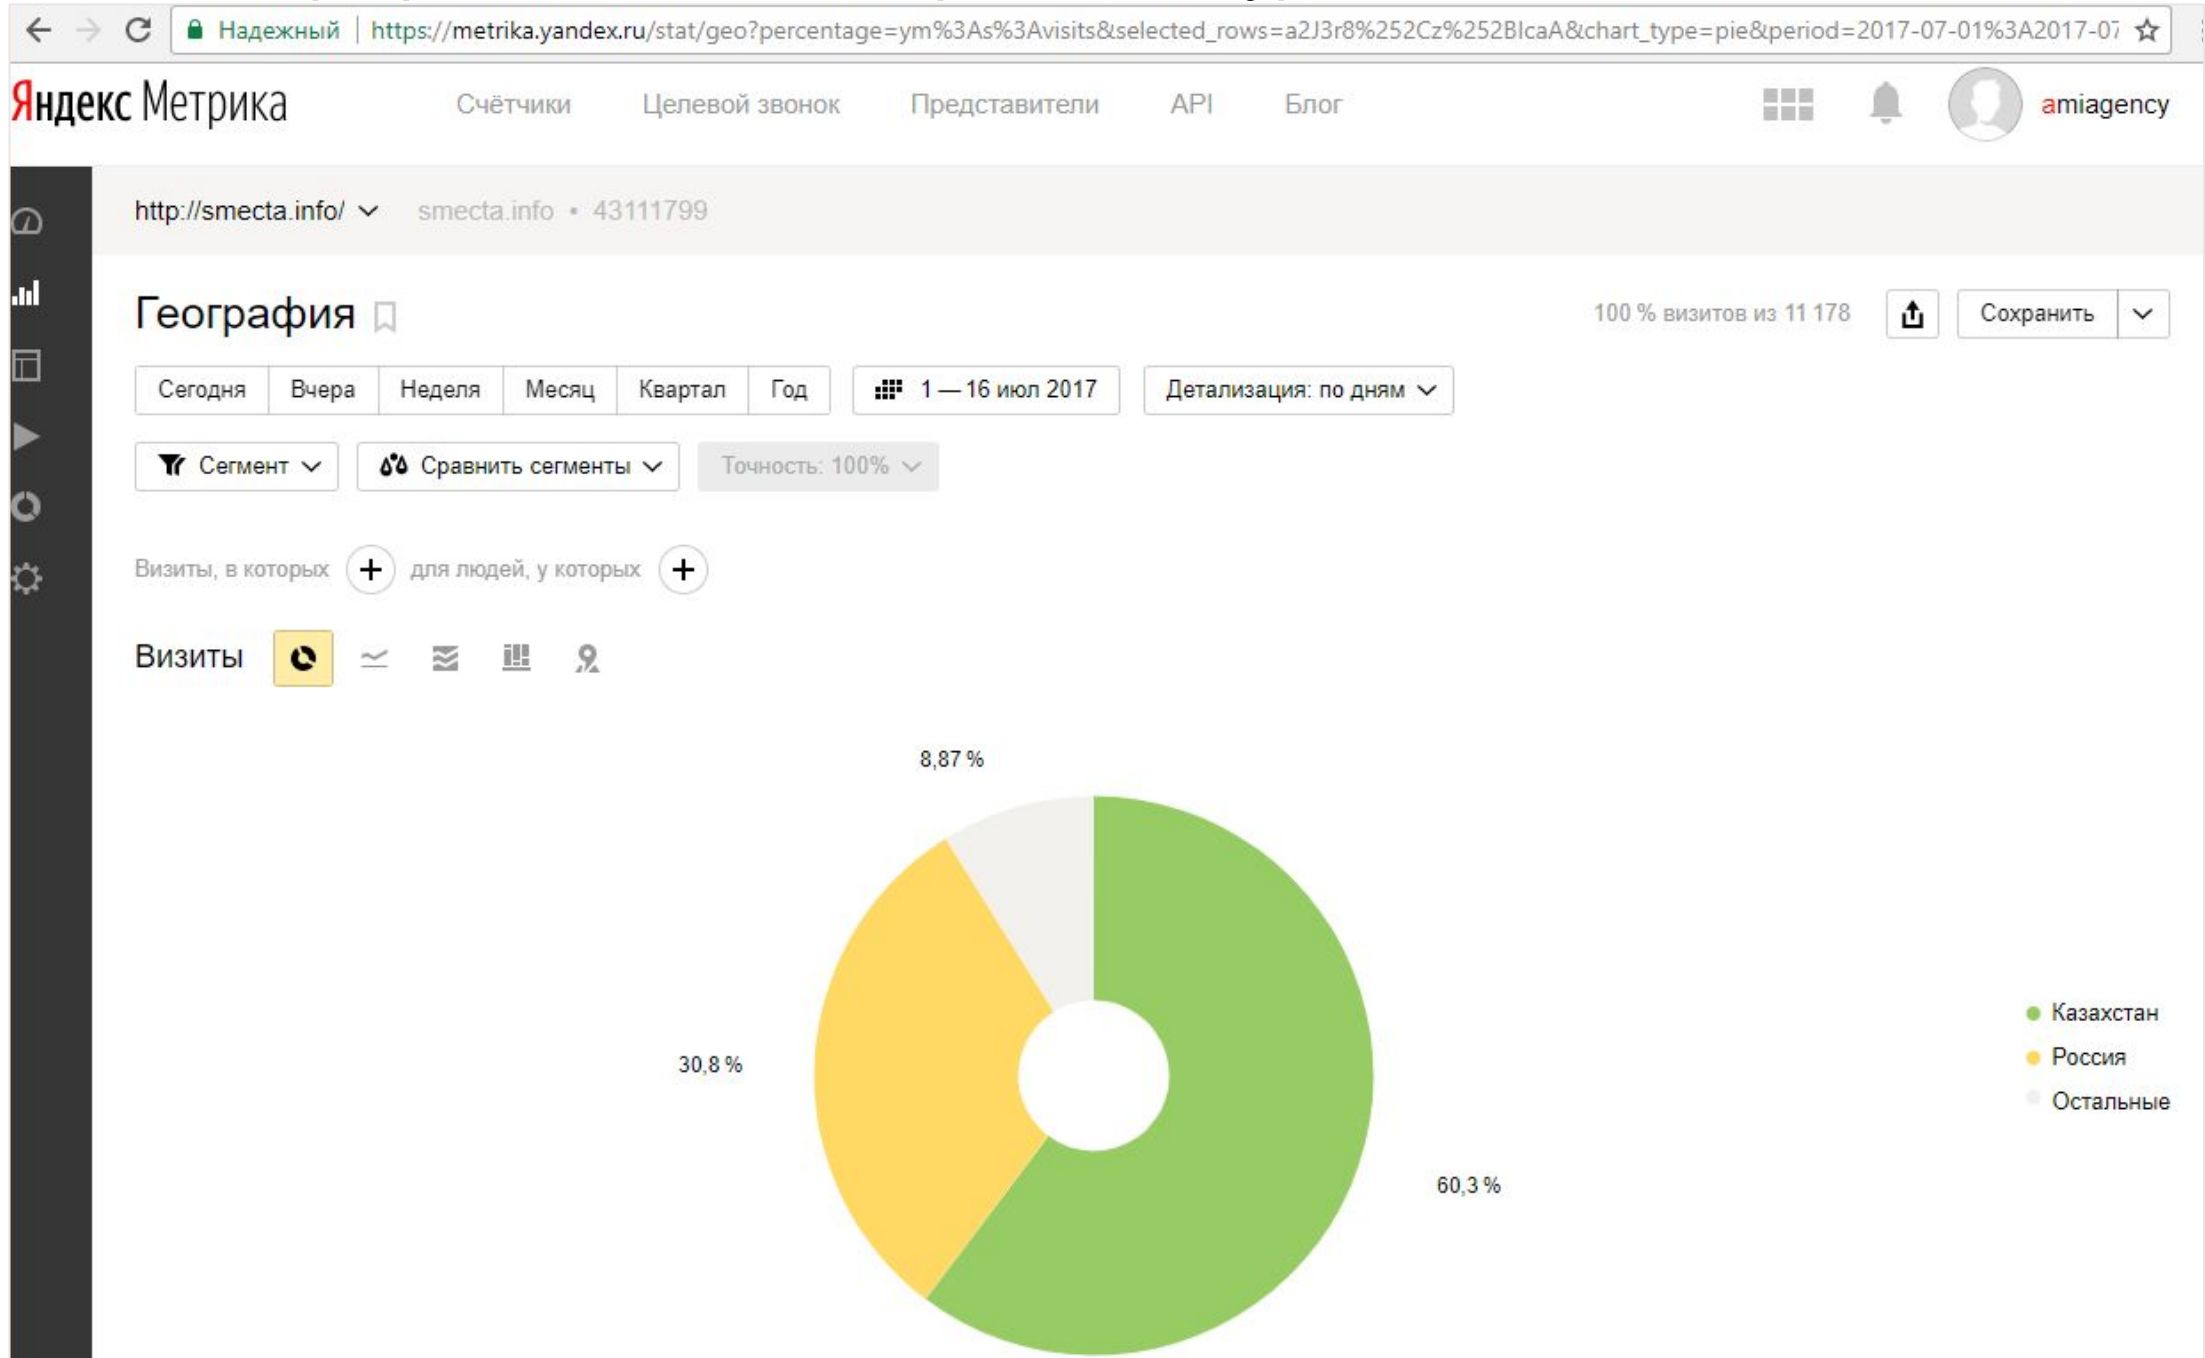 Надежный https://metrika.yandex.ru/stat/geo?percentage=ym%3As%3Avisits&selected_rows=a2J3r8%252Cz%252BIcaA&chart_type=pie&period=2017-07-01%3A2017-07
Яндекс Метрика Счётчики Целевой звонок Представители API Блог amiagency
http://smecta.info/ smecta.info • 43111799
География 100 % визитов из 11 178 Сохранить
Сегодня Вчера Неделя Месяц Квартал Год 1 — 16 июл 2017 Детализация: по дням
Сегмент Сравнить сегменты Точность: 100%
Визиты, в которых + для людей, у которых +
Визиты
8,87 %
30,8 %
60,3 %
Казахстан
Россия
Остальные